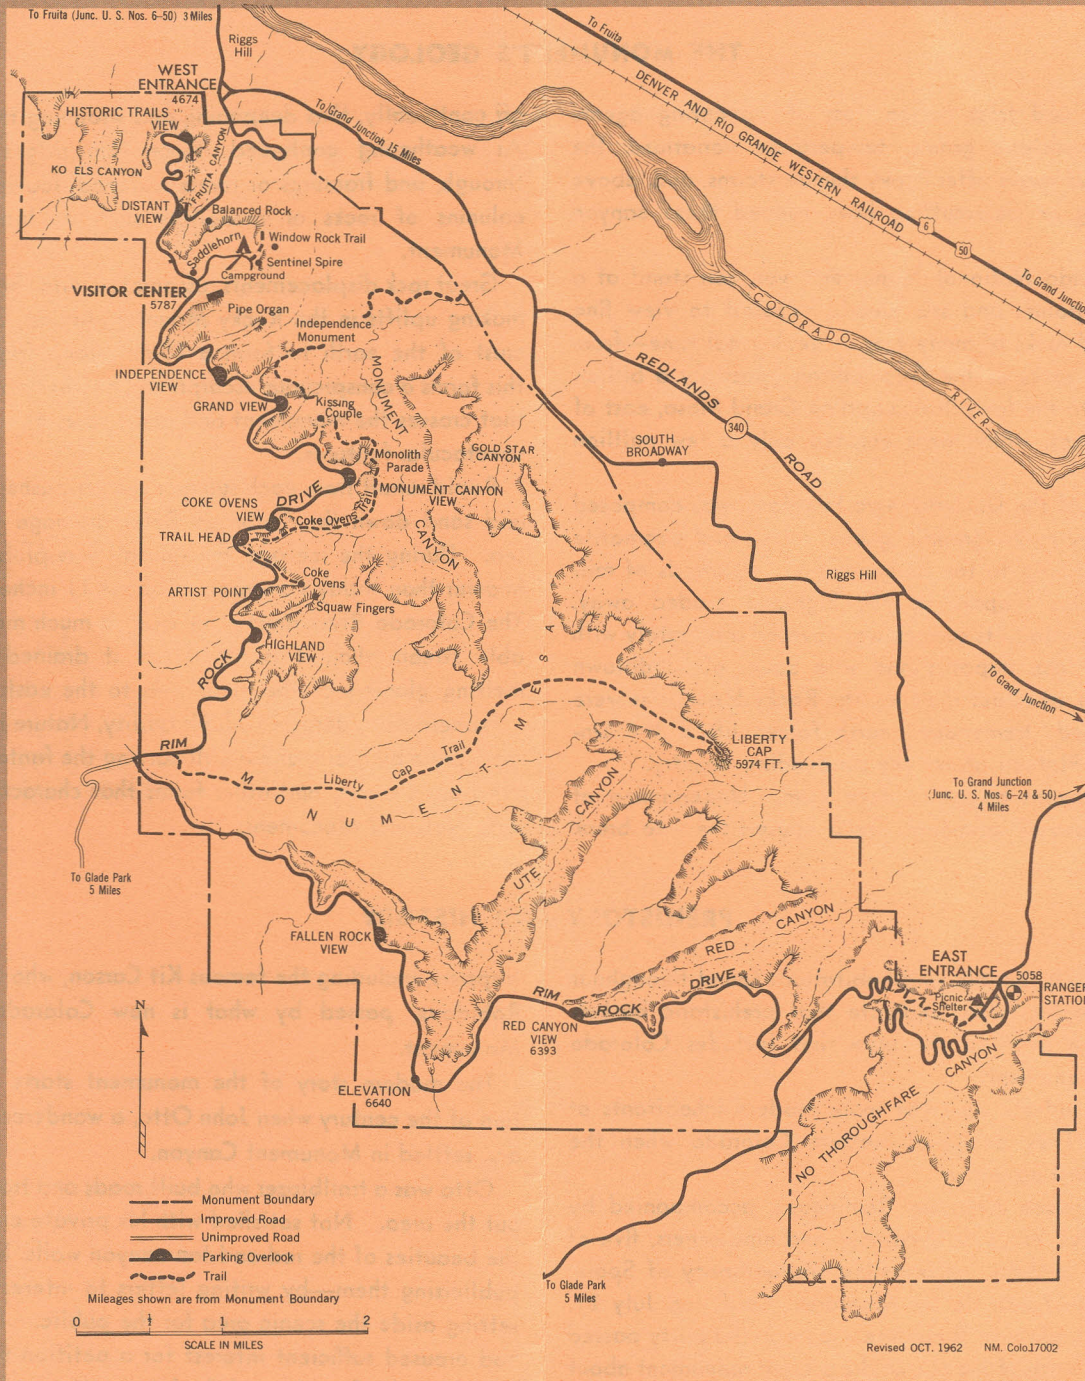 To Fruita (Junc. U. S. Nos. 6-50) 3 Miles
Riggs
Hill
To Fruita
DENVER AND RIO GRANDE WESTERN RAILROAD
6
50
To Grand Junction
WEST
ENTRANCE
4674
To Grand Junction 15 Miles
HISTORIC TRAILS
VIEW
FRUITA CANYON
KO ELS CANYON
DISTANT
VIEW
Balanced Rock
Saddlehorn
Window Rock Trail
Sentinel Spire
Campground
VISITOR CENTER
5787
Pipe Organ
COLORADO RIVER
Independence
Monument
INDEPENDENCE
VIEW
MONUMENT CANYON
REDLANDS ROAD
340
GRAND VIEW
Kissing
Couple
GOLD STAR
CANYON
SOUTH
BROADWAY
Monolith
Parade
MONUMENT CANYON
VIEW
COKE OVENS
VIEW
RIM ROCK DRIVE
Coke Ovens Trail
TRAIL HEAD
Coke
Ovens
ARTIST POINT
Squaw Fingers
Riggs Hill
HIGHLAND
VIEW
To Grand Junction
Liberty Cap Trail
MONUMENT MESA
LIBERTY
CAP
5974 FT.
To Grand Junction
(Junc. U. S. Nos. 6-24 & 50)
4 Miles
To Glade Park
5 Miles
UTE CANYON
FALLEN ROCK
VIEW
RED CANYON
EAST
ENTRANCE
5058
RANGER
STATION
Picnic
Shelter
RIM ROCK DRIVE
RED CANYON
VIEW
6393
N
ELEVATION
6640
NO THOROUGHFARE CANYON
Monument Boundary
Improved Road
Unimproved Road
Parking Overlook
Trail
Mileages shown are from Monument Boundary
0 ½ 1 2
SCALE IN MILES
To Glade Park
5 Miles
Revised OCT. 1962 NM. Colo.17002